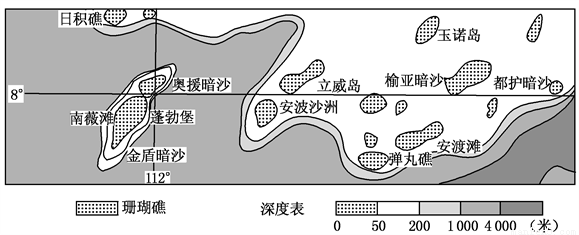 日积礁
玉诺岛
奥援暗沙
立威岛
榆亚暗沙
都护暗沙
8°
南薇滩
蓬勃堡
安波沙洲
安渡滩
金盾暗沙
弹丸礁
112°
珊瑚礁
深度表
0 50 200 1 000 4 000 (米)